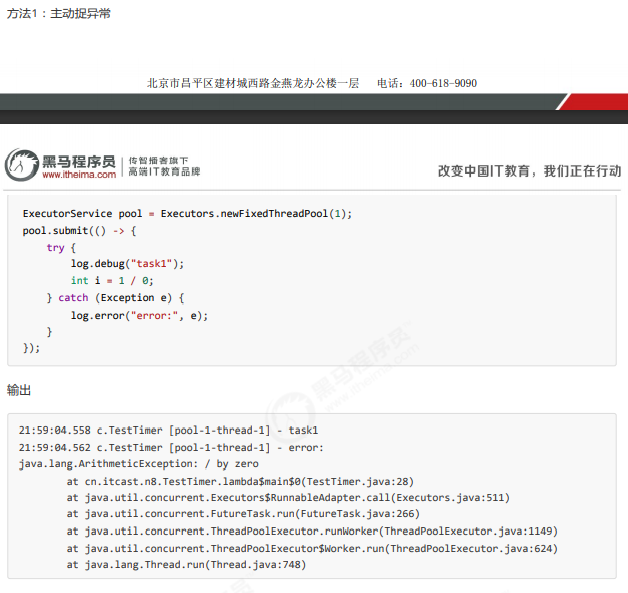 方法1：主动捉异常
北京市昌平区建材城西路金燕龙办公楼一层 电话：400-618-9090
黑马程序员
www.itheima.com
传智播客旗下
高端IT教育品牌
改变中国IT教育，我们正在行动
ExecutorService pool = Executors.newFixedThreadPool(1);
pool.submit(() -> {
    try {
        log.debug("task1");
        int i = 1 / 0;
    } catch (Exception e) {
        log.error("error:", e);
    }
});
黑马程序员
www.itheima.com
输出
21:59:04.558 c.TestTimer [pool-1-thread-1] - task1
21:59:04.562 c.TestTimer [pool-1-thread-1] - error:
java.lang.ArithmeticException: / by zero
        at cn.itcast.n8.TestTimer.lambda$main$0(TestTimer.java:28)
        at java.util.concurrent.Executors$RunnableAdapter.call(Executors.java:511)
        at java.util.concurrent.FutureTask.run(FutureTask.java:266)
        at java.util.concurrent.ThreadPoolExecutor.runWorker(ThreadPoolExecutor.java:1149)
        at java.util.concurrent.ThreadPoolExecutor$Worker.run(ThreadPoolExecutor.java:624)
        at java.lang.Thread.run(Thread.java:748)